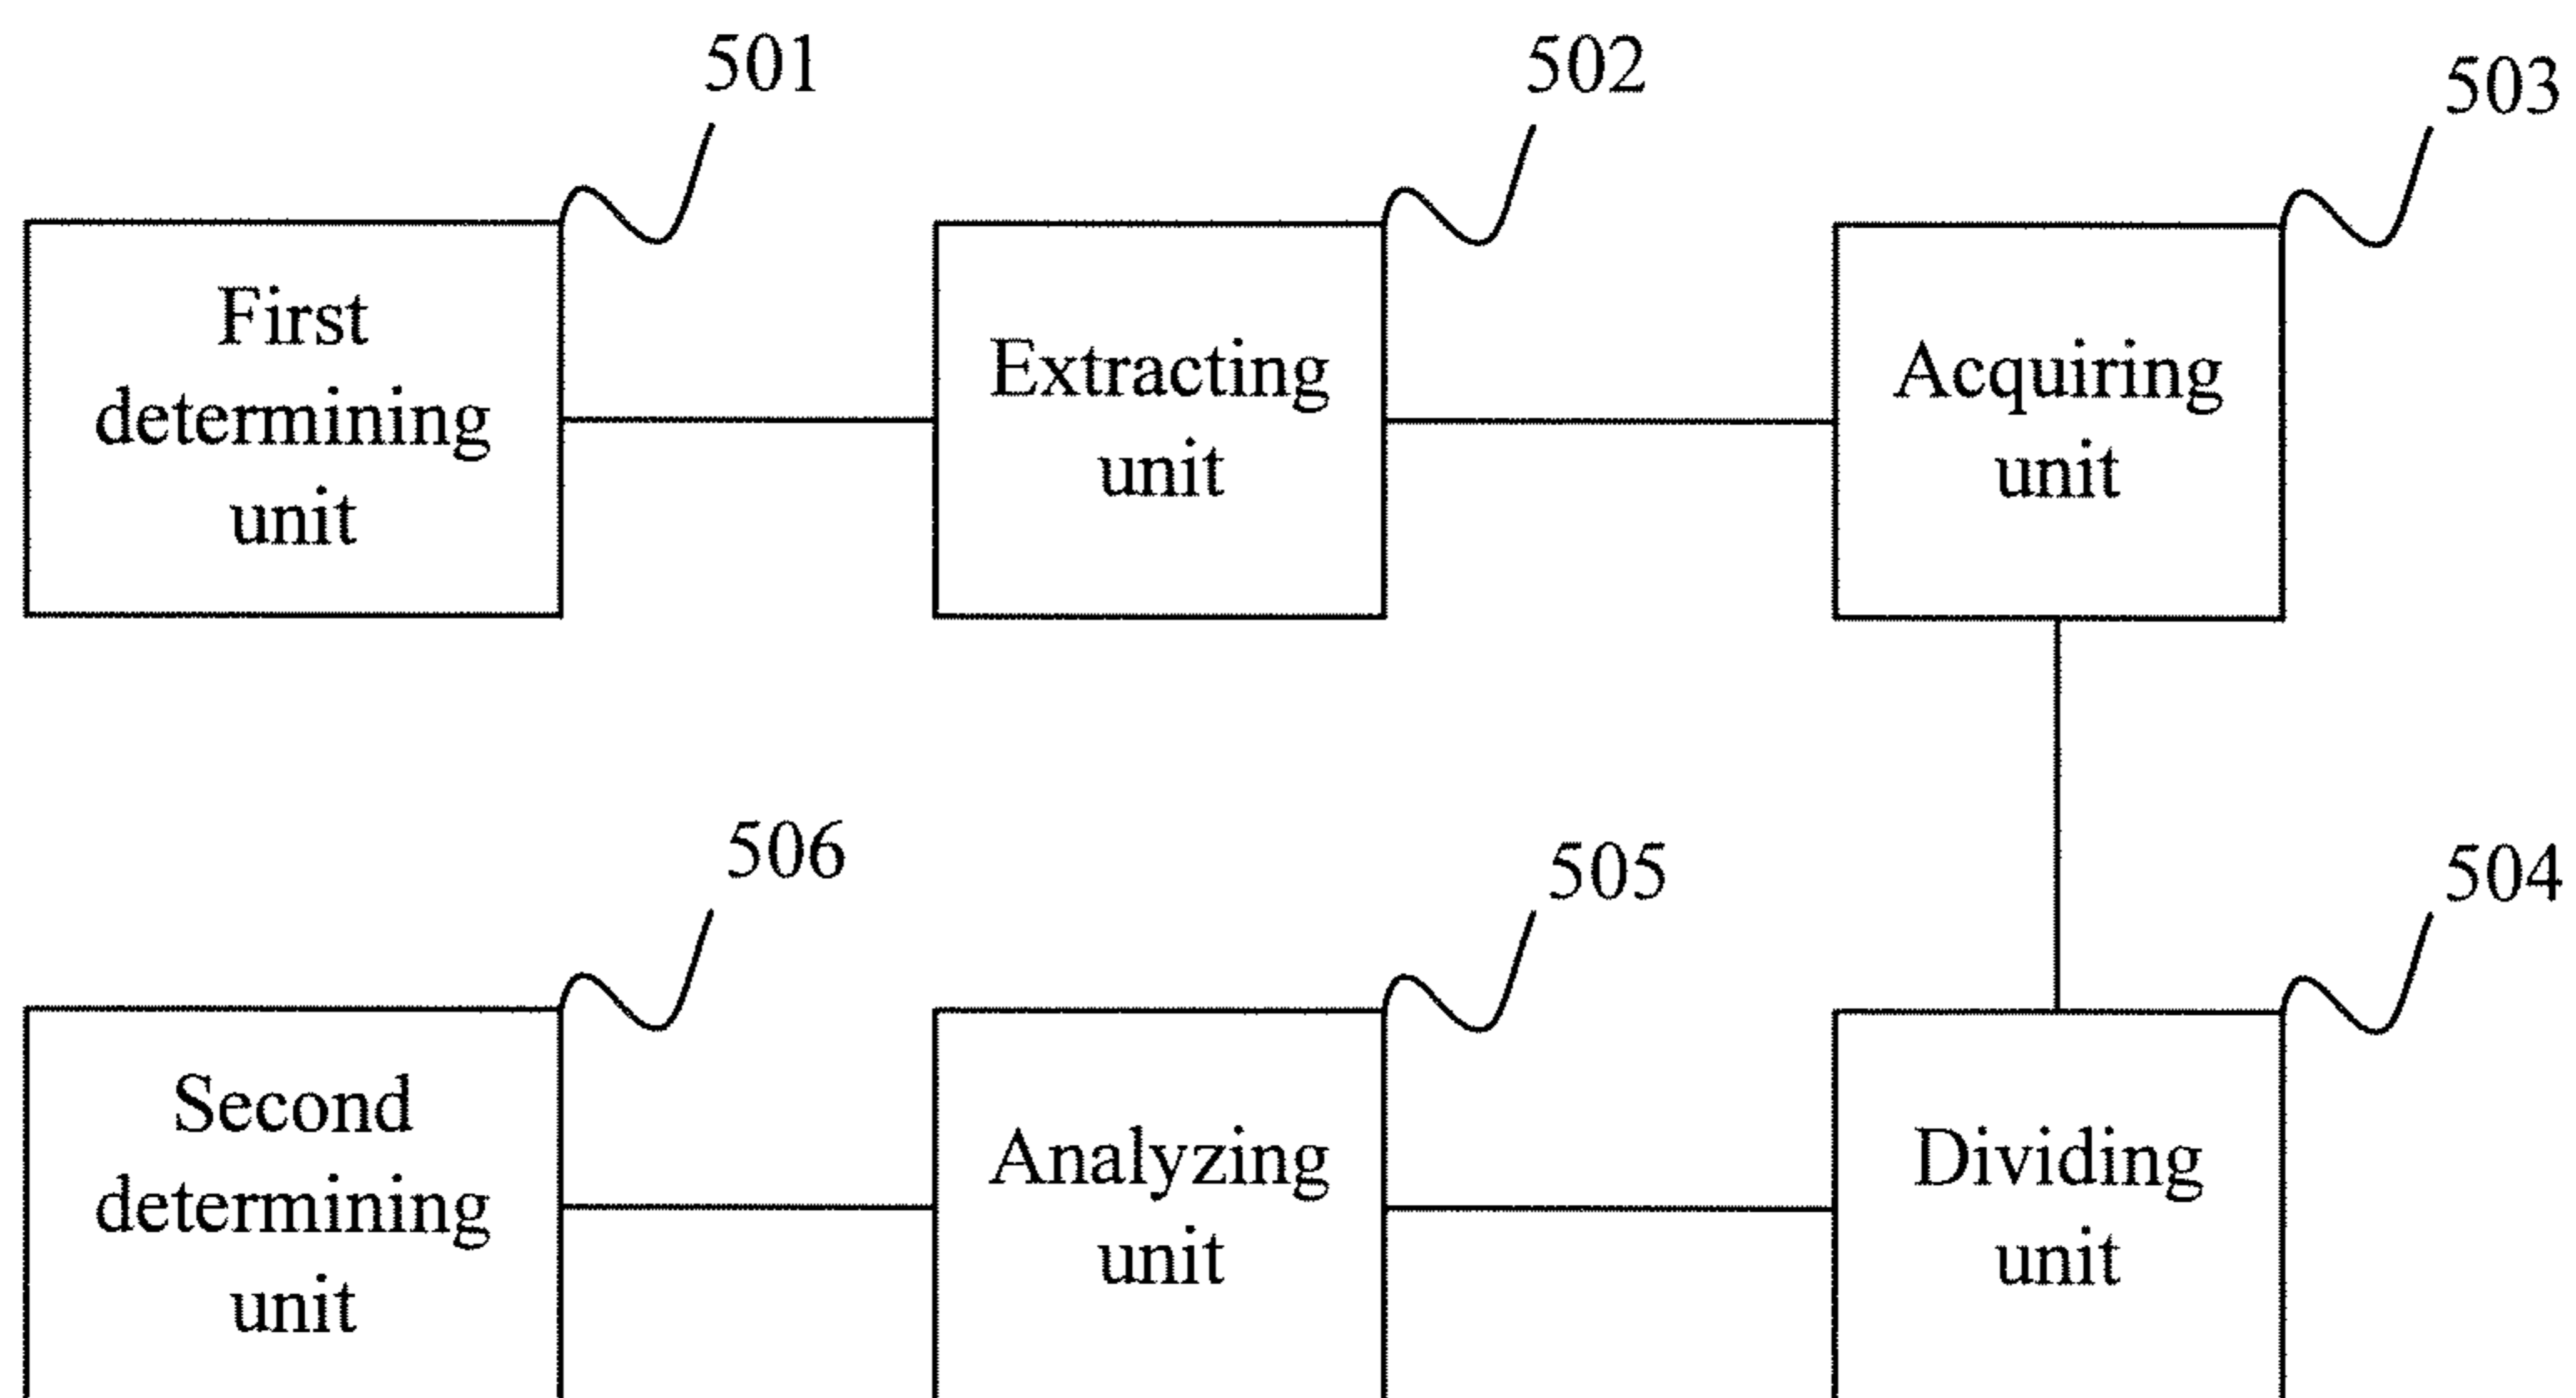 501
502
503
First
determining
unit
Extracting
unit
Acquiring
unit
506
505
504
Second
determining
unit
Analyzing
unit
Dividing
unit